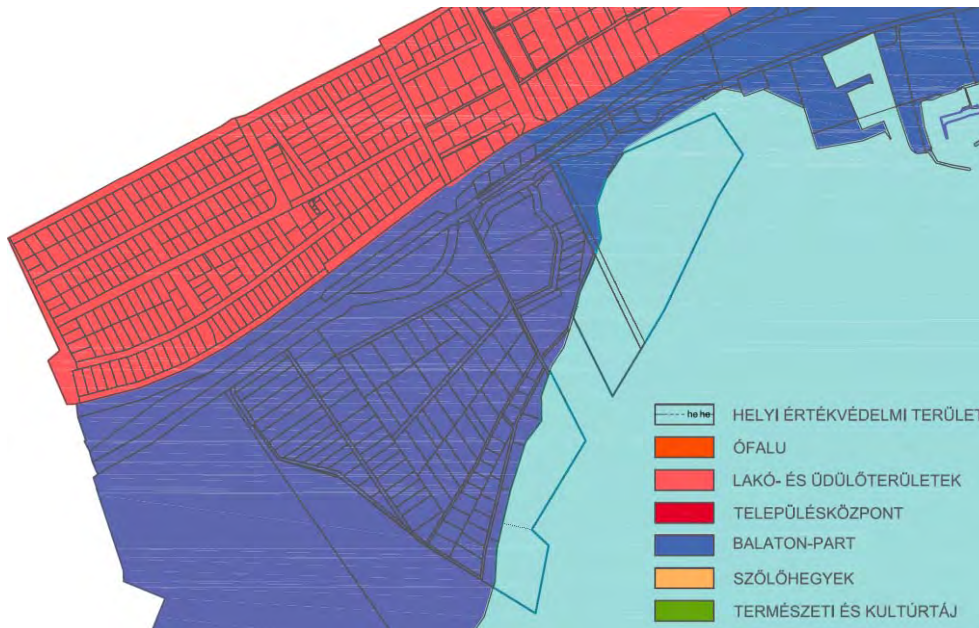 he he HELYI ÉRTÉKVÉDELMI TERÜLET
ÓFALU
LAKÓ- ÉS ÜDÜLŐTERÜLETEK
TELEPÜLÉSKÖZPONT
BALATON-PART
SZŐLŐHEGYEK
TERMÉSZETI ÉS KULTÚRTÁJ